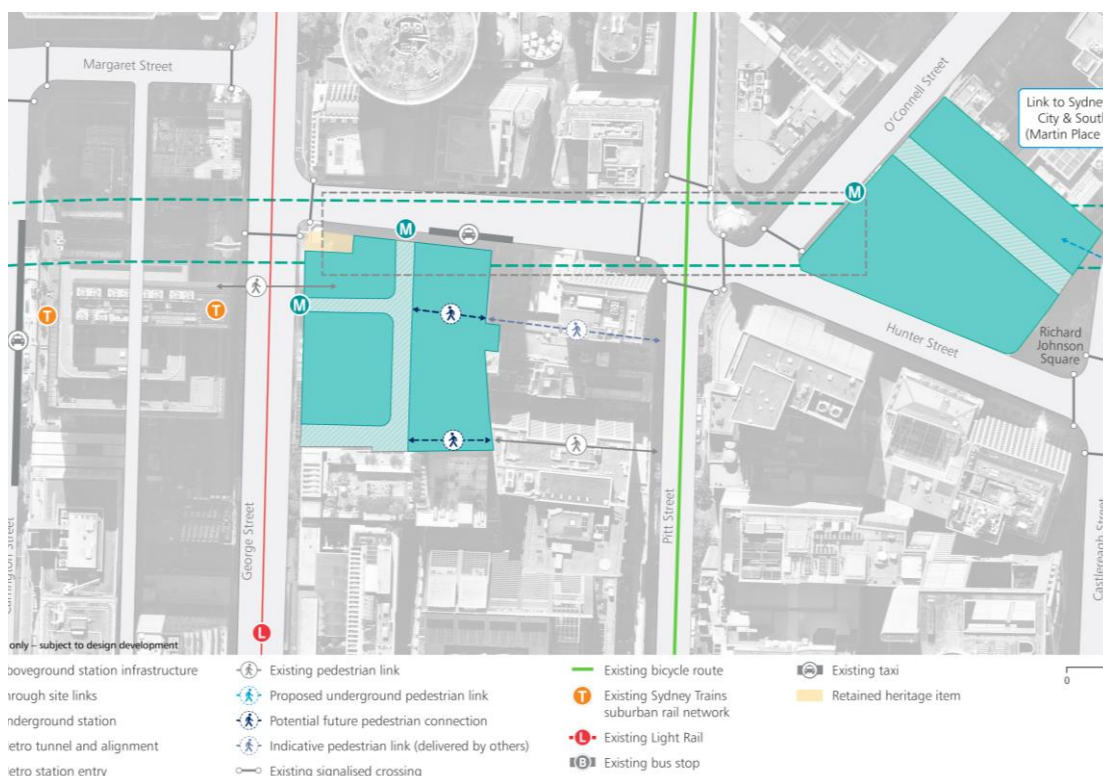 Margaret Street
O'Connell Street
Link to Sydney
City & South
(Martin Place
M
M
M
T
T
Hunter Street
Richard
Johnson
Square
George Street
Pitt Street
Castlereagh Street
Carrington Street
L
only – subject to design development
boveground station infrastructure
hrough site links
nderground station
etro tunnel and alignment
etro station entry
Existing pedestrian link
Proposed underground pedestrian link
Potential future pedestrian connection
Indicative pedestrian link (delivered by others)
Existing signalised crossing
Existing bicycle route
T Existing Sydney Trains
suburban rail network
L Existing Light Rail
B Existing bus stop
Existing taxi
Retained heritage item
0